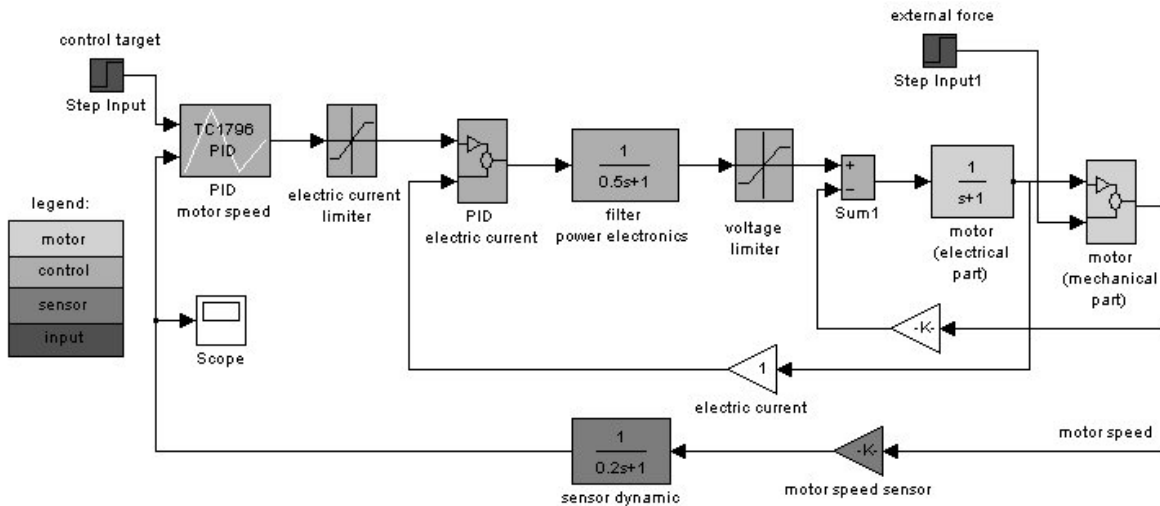 control target
Step Input
TC1796
PID
PID
motor speed
electric current
limiter
PID
electric current
1
0.5s+1
filter
power electronics
voltage
limiter
+
−
Sum1
1
s+1
motor
(electrical
part)
external force
Step Input1
motor
(mechanical
part)
legend:
motor
control
sensor
input
Scope
-K-
1
electric current
motor speed
1
0.2s+1
sensor dynamic
-K-
motor speed sensor